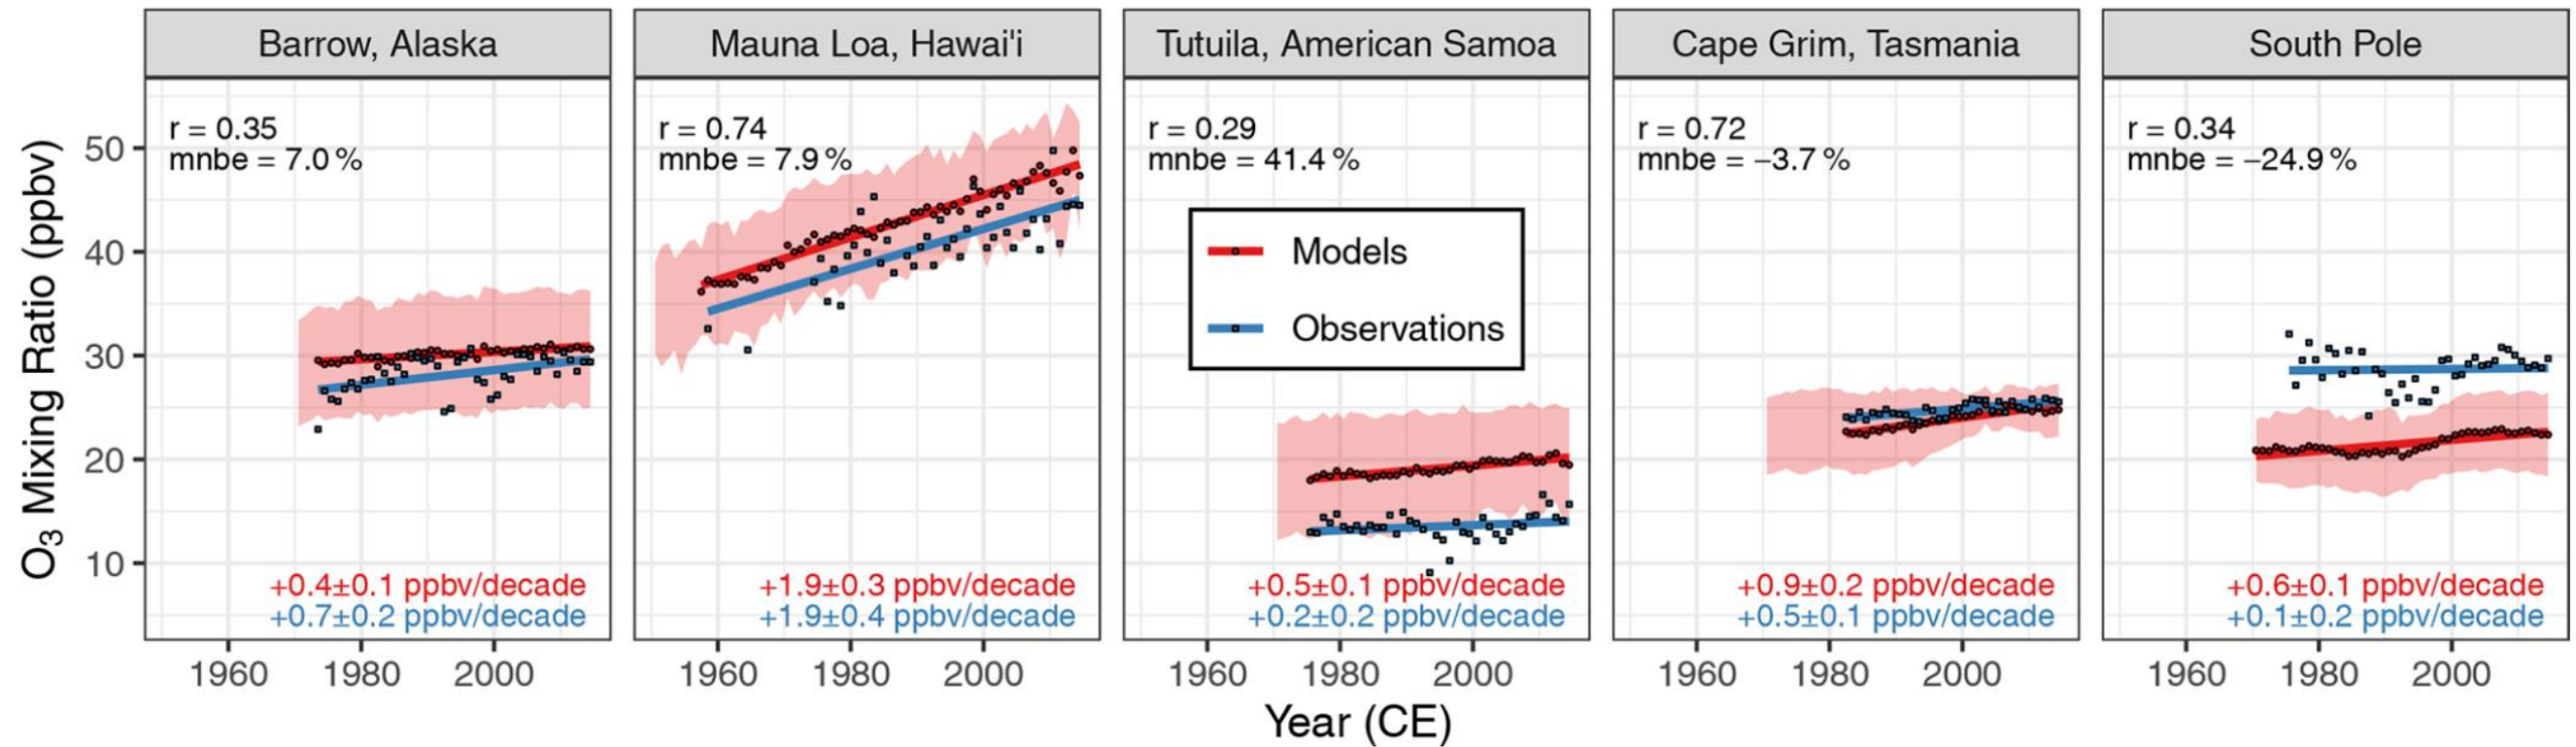 Barrow, Alaska
Mauna Loa, Hawai'i
Tutuila, American Samoa
Cape Grim, Tasmania
South Pole
O₃ Mixing Ratio (ppbv)
50
40
30
20
10
r = 0.35
mnbe = 7.0 %
+0.4±0.1 ppbv/decade
+0.7±0.2 ppbv/decade
r = 0.74
mnbe = 7.9 %
+1.9±0.3 ppbv/decade
+1.9±0.4 ppbv/decade
r = 0.29
mnbe = 41.4 %
Models
Observations
+0.5±0.1 ppbv/decade
+0.2±0.2 ppbv/decade
r = 0.72
mnbe = −3.7 %
+0.9±0.2 ppbv/decade
+0.5±0.1 ppbv/decade
r = 0.34
mnbe = −24.9 %
+0.6±0.1 ppbv/decade
+0.1±0.2 ppbv/decade
1960 1980 2000
1960 1980 2000
1960 1980 2000
1960 1980 2000
1960 1980 2000
Year (CE)